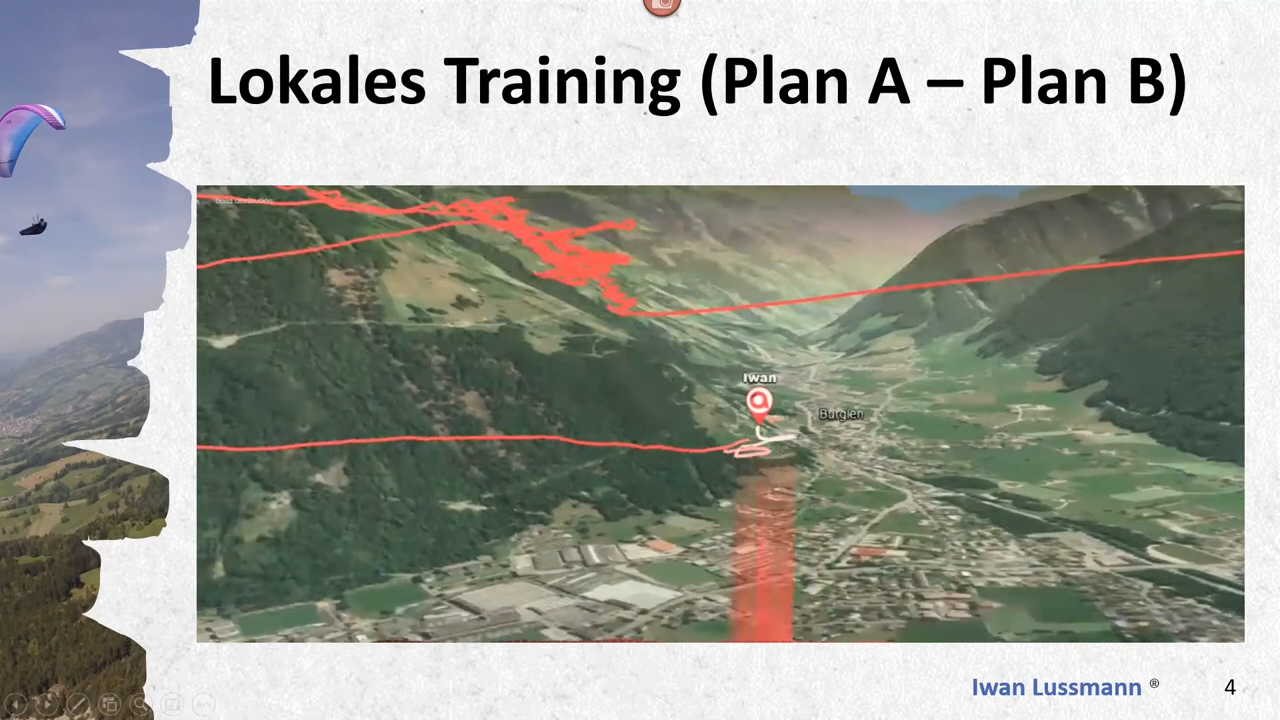 Lokales Training (Plan A – Plan B)
Iwan
Bürglen
Iwan Lussmann ®
4